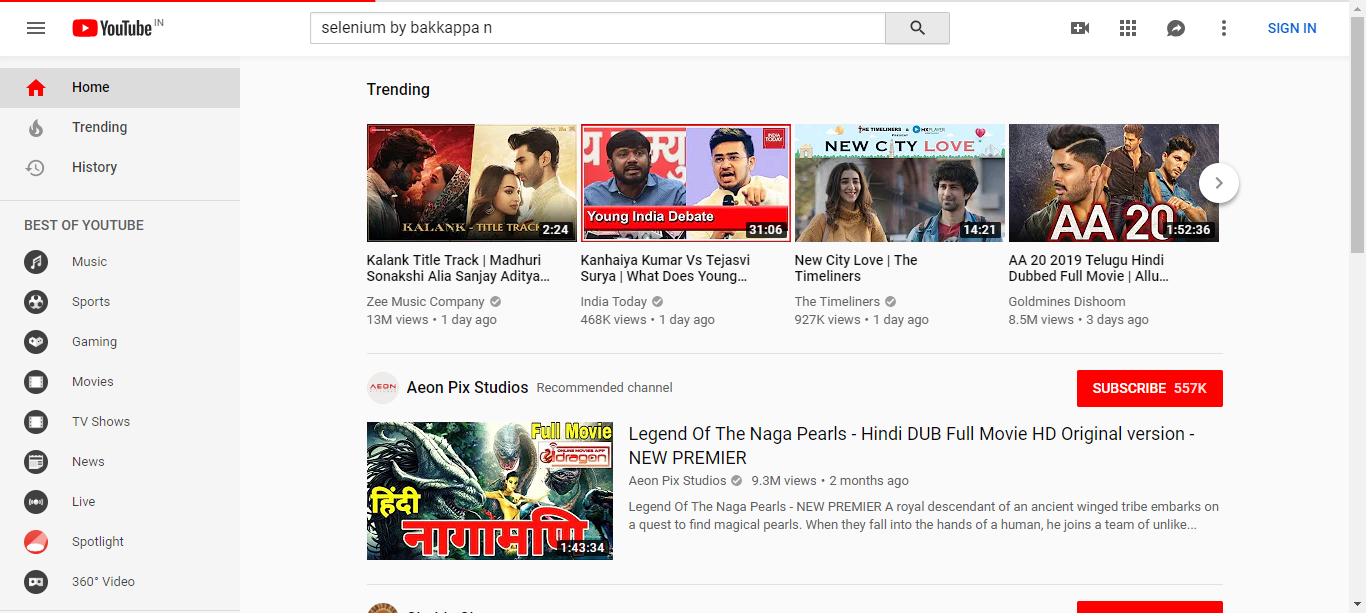 YouTube IN
selenium by bakkappa n
SIGN IN
Home
Trending
History
BEST OF YOUTUBE
Music
Sports
Gaming
Movies
TV Shows
News
Live
Spotlight
360° Video
Trending
KALANK - TITLE TRACK
2:24
Kalank Title Track | Madhuri
Sonakshi Alia Sanjay Aditya...
Zee Music Company
13M views • 1 day ago
INDIA
TODAY
Young India Debate
31:06
Kanhaiya Kumar Vs Tejasvi
Surya | What Does Young...
India Today
468K views • 1 day ago
THE TIMELINERS & MXPLAYER
PRESENT
NEW CITY LOVE
14:21
New City Love | The
Timeliners
The Timeliners
927K views • 1 day ago
AA 20
1:52:36
AA 20 2019 Telugu Hindi
Dubbed Full Movie | Allu...
Goldmines Dishoom
8.5M views • 3 days ago
AEON
Aeon Pix Studios Recommended channel
SUBSCRIBE 557K
Full Movie
ONLINE MOVIES APP
dragon
हिंदी
नागामणि
1:43:34
Legend Of The Naga Pearls - Hindi DUB Full Movie HD Original version -
NEW PREMIER
Aeon Pix Studios 9.3M views • 2 months ago
Legend Of The Naga Pearls - NEW PREMIER A royal descendant of an ancient winged tribe embarks on
a quest to find magical pearls. When they fall into the hands of a human, he joins a team of unlike...